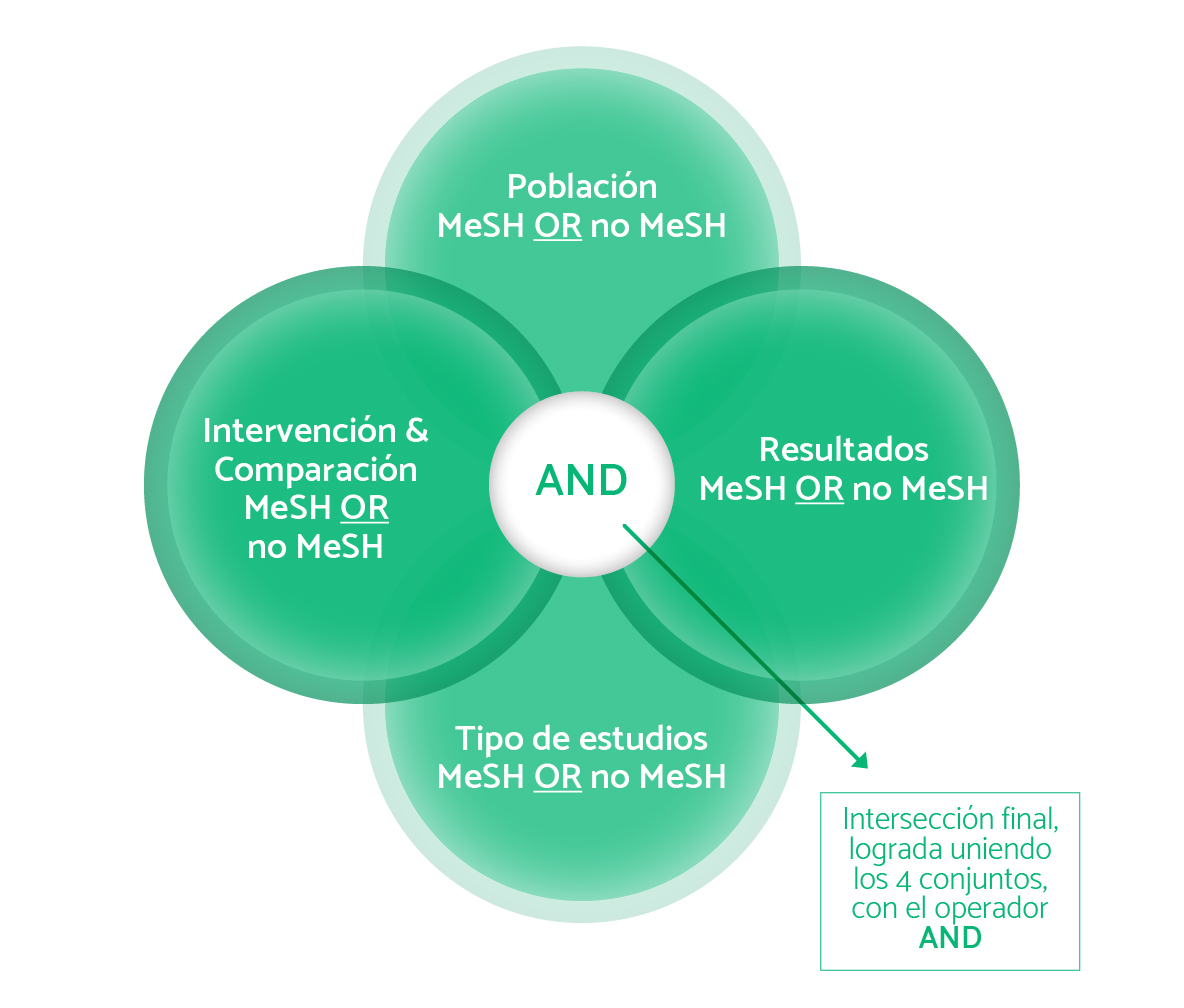 Población
MeSH OR no MeSH
Intervención &
Comparación
MeSH OR
no MeSH
AND
Resultados
MeSH OR no MeSH
Tipo de estudios
MeSH OR no MeSH
Intersección final,
lograda uniendo
los 4 conjuntos,
con el operador
AND